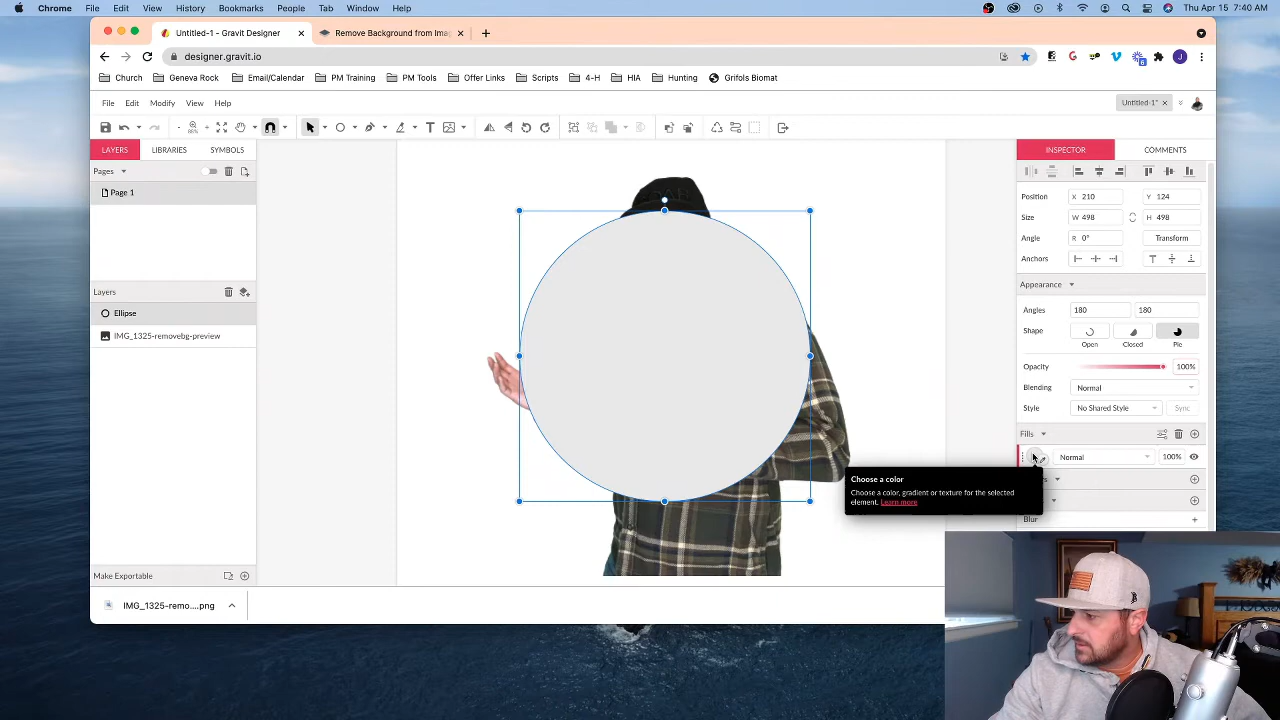 Chrome File Edit View History Bookmarks People Tab Window Help Thu Apr 15 7:40 AM
Untitled-1 - Gravit Designer Remove Background from Ima
designer.gravit.io
Church Geneva Rock Email/Calendar PM Training PM Tools Offer Links Scripts 4-H HIA Hunting Grifols Biomat
File Edit Modify View Help Untitled-1*
LAYERS LIBRARIES SYMBOLS INSPECTOR COMMENTS
Pages
Page 1
Position X 210 Y 124
Size W 498 H 498
Angle R 0° Transform
Anchors
Layers
Appearance
Ellipse
Angles 180 180
IMG_1325-removebg-preview
Shape
Open Closed Pie
Opacity 100%
Blending Normal
Style No Shared Style Sync
Fills
Normal 100%
Choose a color
Choose a color, gradient or texture for the selected
element. Learn more
Blur
Make Exportable
IMG_1325-remo....png